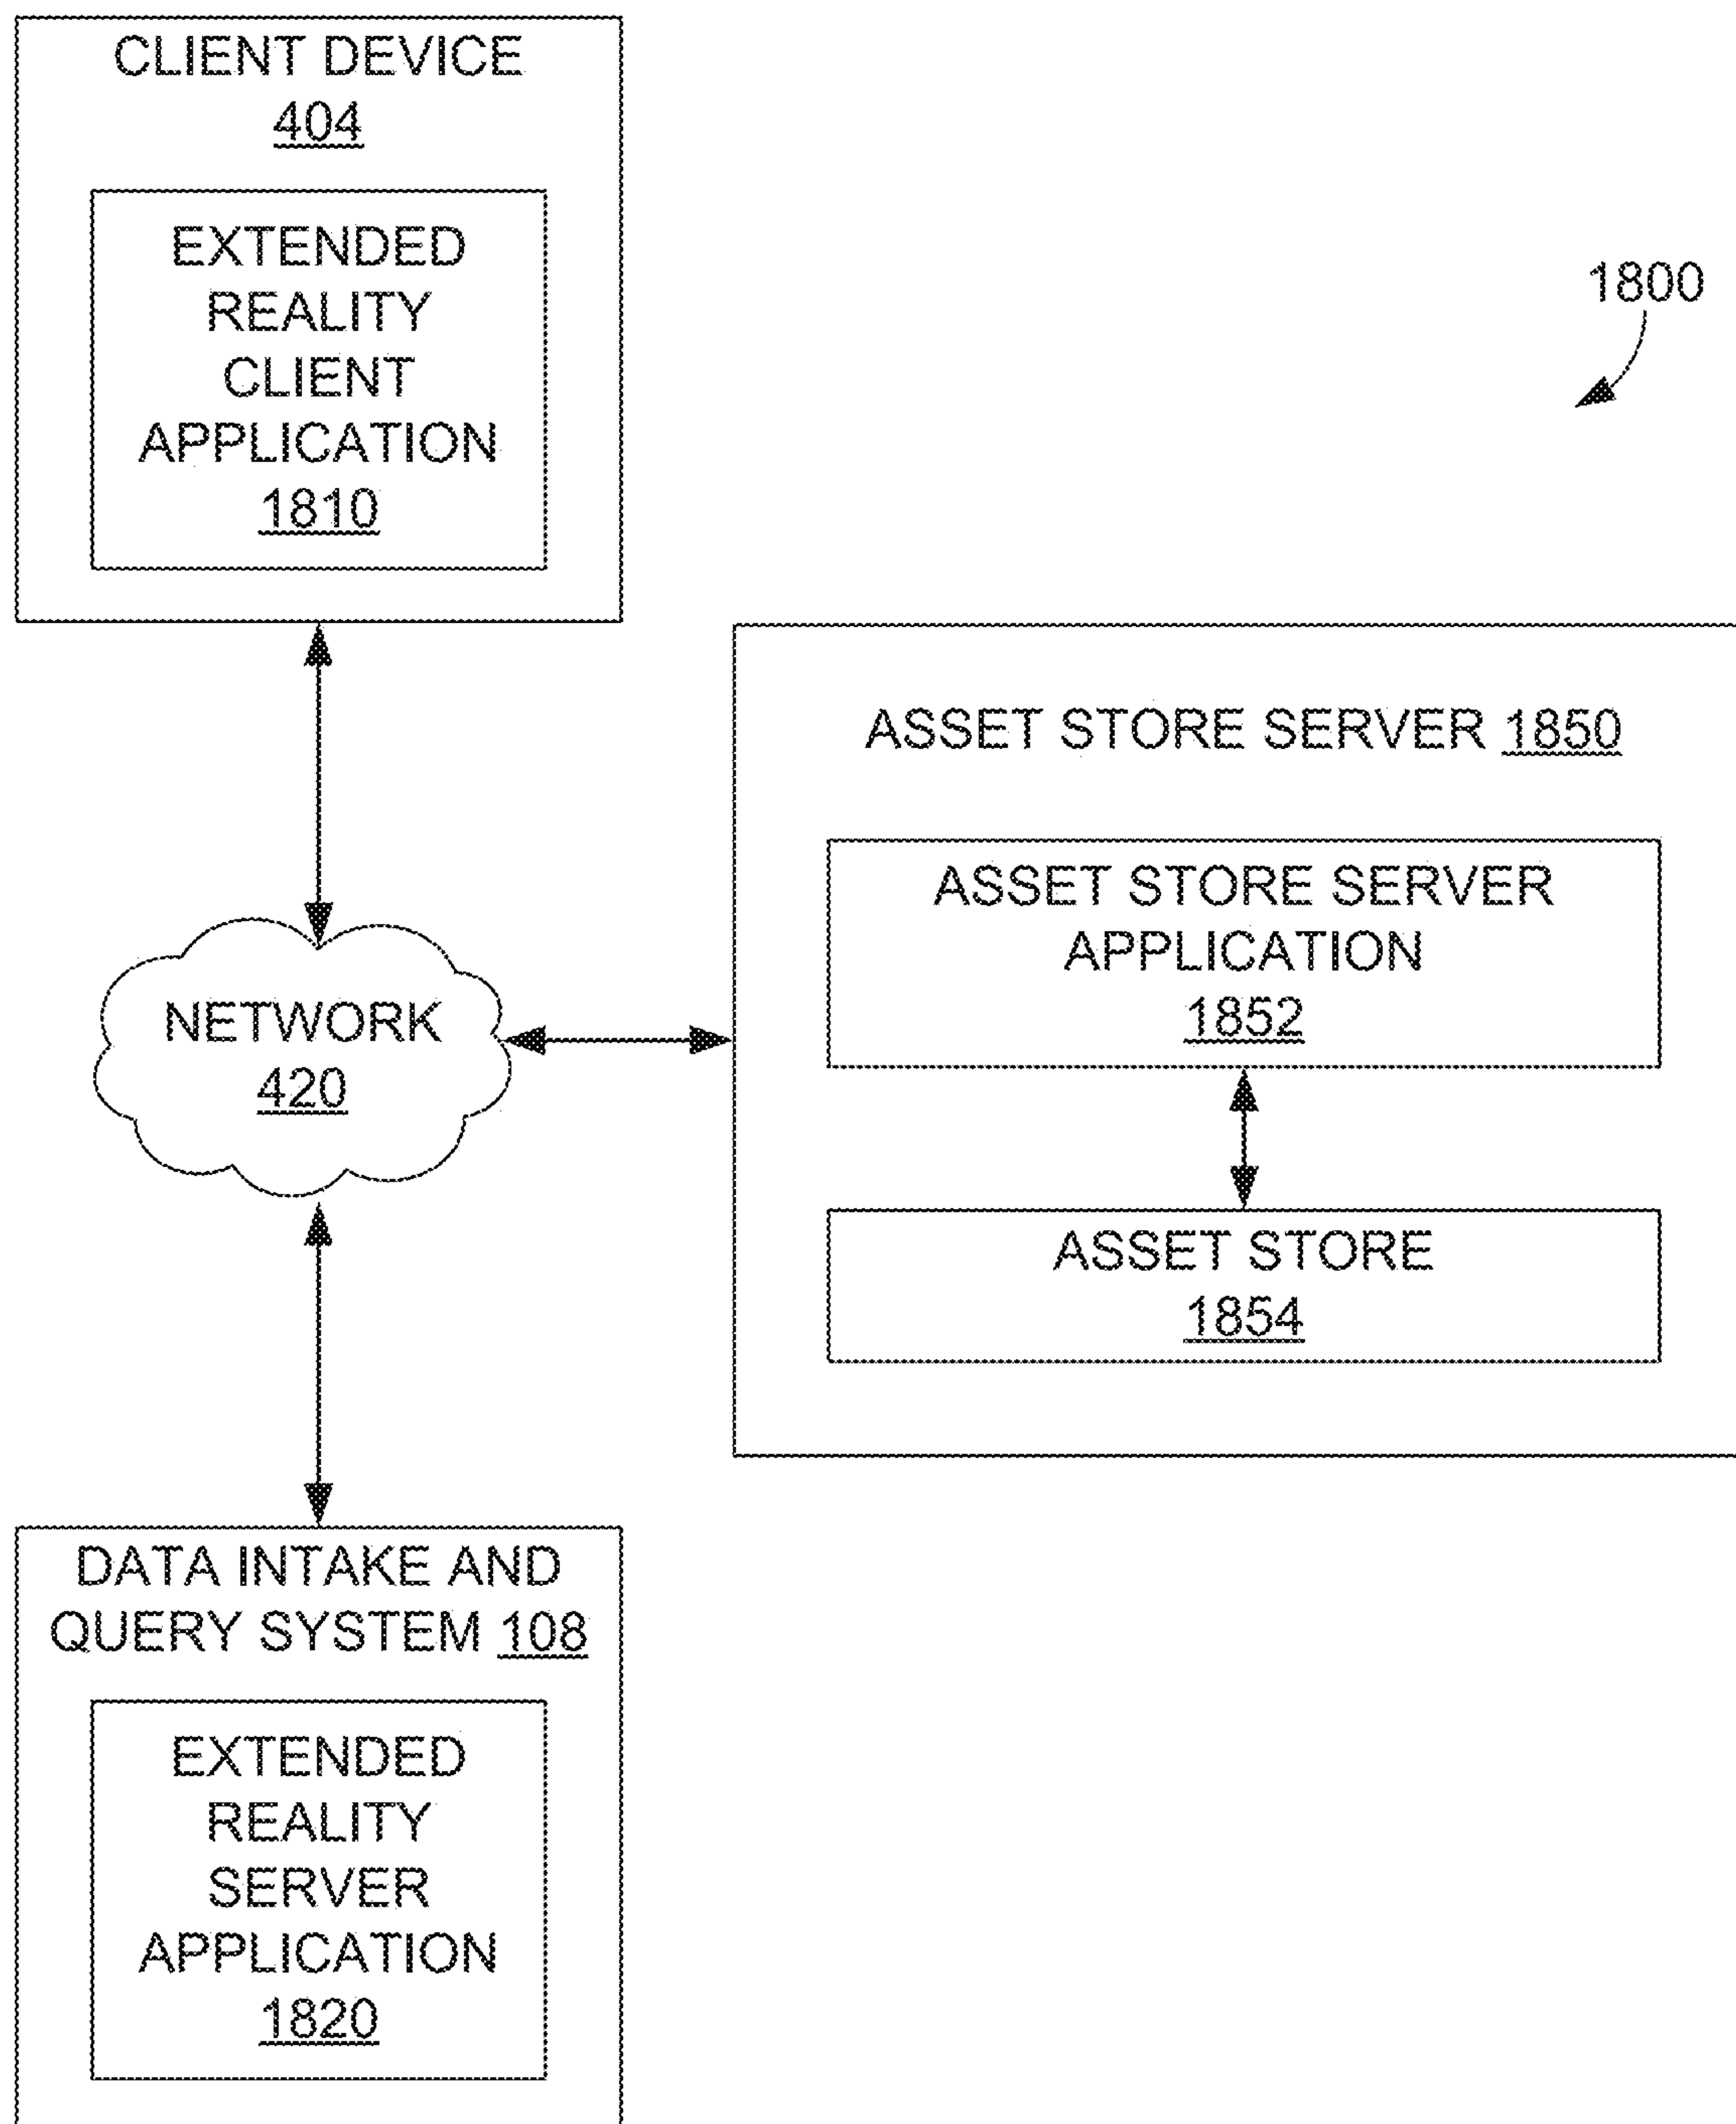 CLIENT DEVICE
404
EXTENDED
REALITY
CLIENT
APPLICATION
1810
1800
ASSET STORE SERVER 1850
ASSET STORE SERVER
APPLICATION
1852
NETWORK
420
ASSET STORE
1854
DATA INTAKE AND
QUERY SYSTEM 108
EXTENDED
REALITY
SERVER
APPLICATION
1820